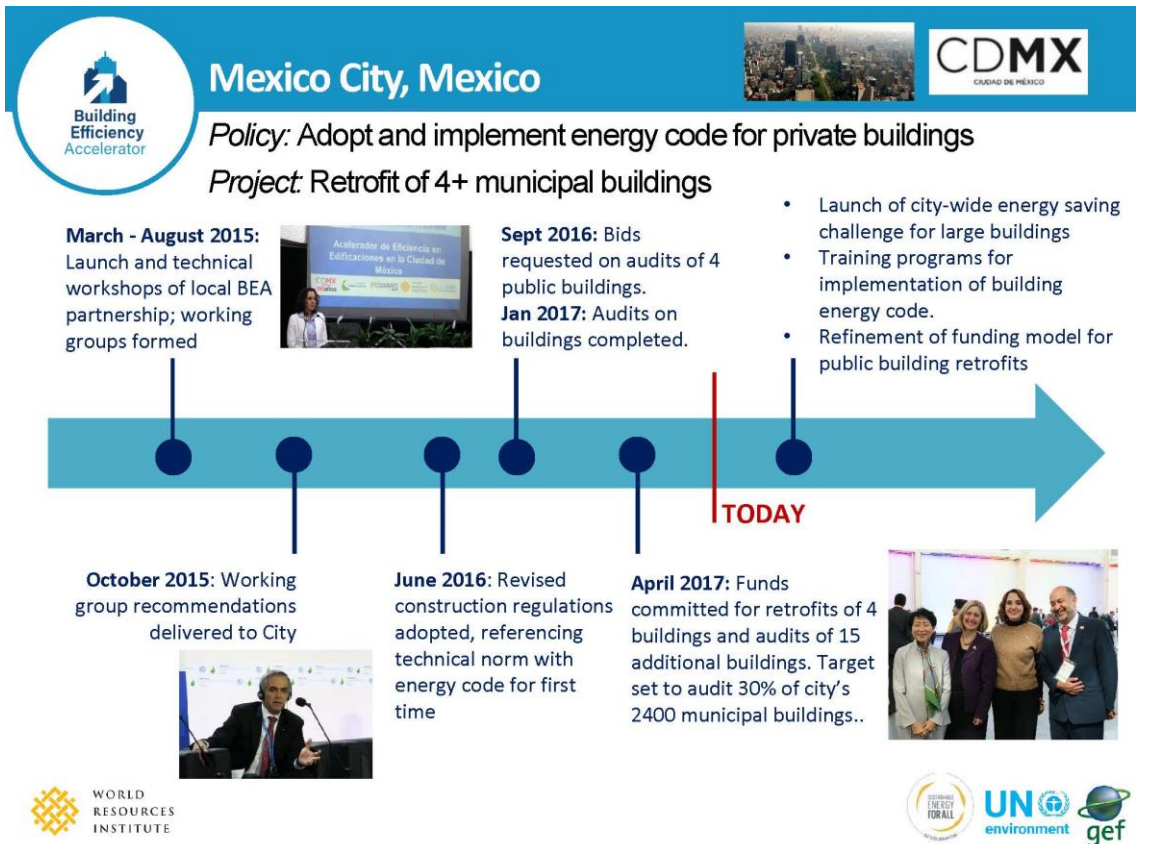 Building
Efficiency
Accelerator
Mexico City, Mexico
CDMX
CIUDAD DE MÉXICO
Policy: Adopt and implement energy code for private buildings
Project: Retrofit of 4+ municipal buildings
March - August 2015:
Launch and technical
workshops of local BEA
partnership; working
groups formed
Acelerador de Eficiencia en
Edificaciones en la Ciudad de
México
Sept 2016: Bids
requested on audits of 4
public buildings.
Jan 2017: Audits on
buildings completed.
• Launch of city-wide energy saving
challenge for large buildings
• Training programs for
implementation of building
energy code.
• Refinement of funding model for
public building retrofits
TODAY
October 2015: Working
group recommendations
delivered to City
June 2016: Revised
construction regulations
adopted, referencing
technical norm with
energy code for first
time
April 2017: Funds
committed for retrofits of 4
buildings and audits of 15
additional buildings. Target
set to audit 30% of city's
2400 municipal buildings..
WORLD
RESOURCES
INSTITUTE
SUSTAINABLE
ENERGY
FOR ALL
ACCELERATOR
UN
environment
gef